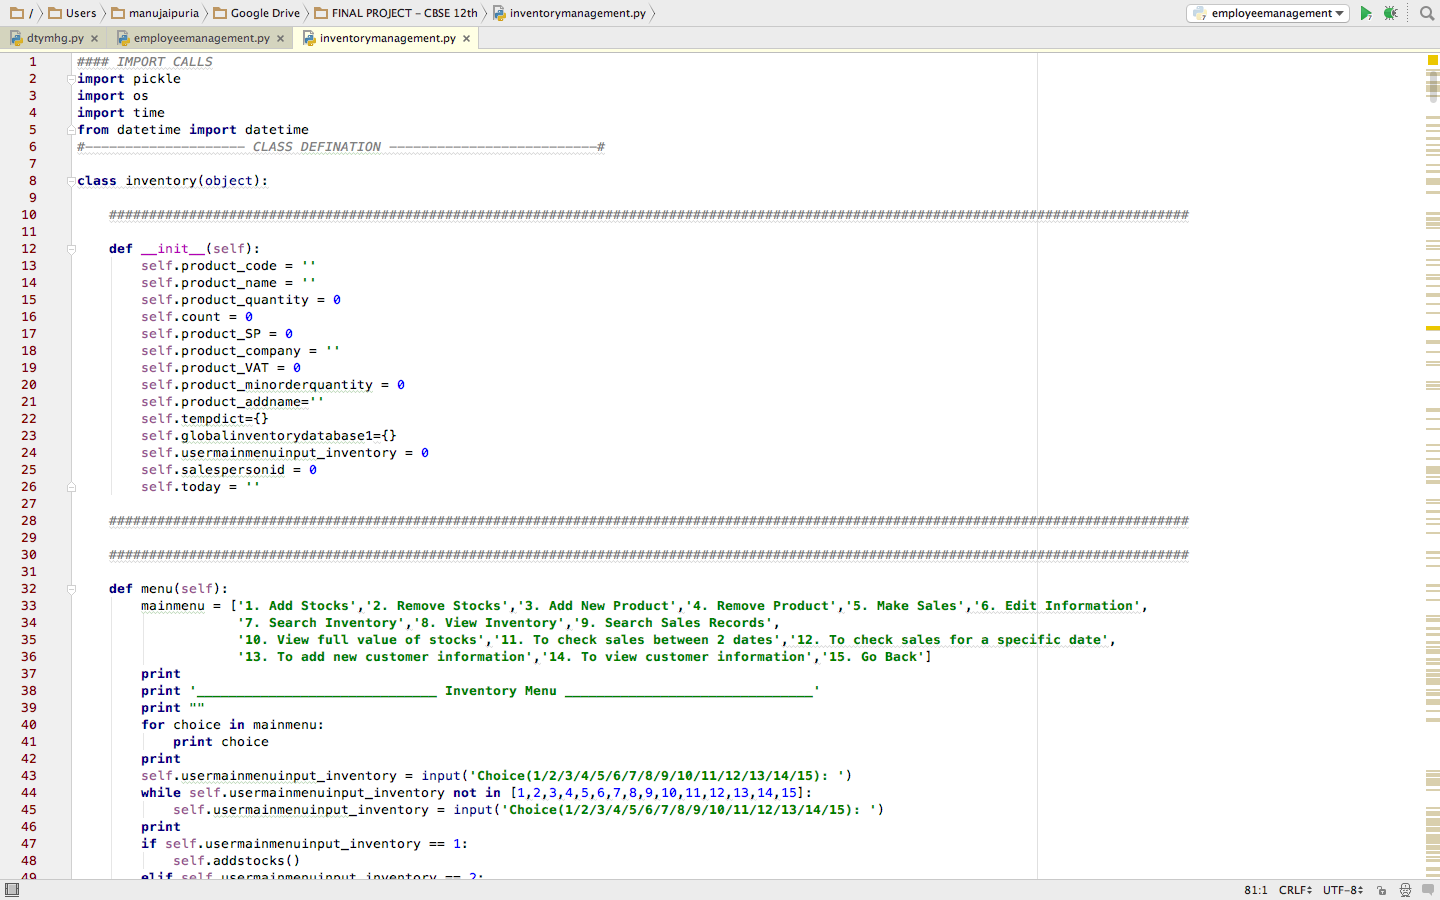 / Users manujaipuria Google Drive FINAL PROJECT – CBSE 12th inventorymanagement.py employeemanagement
dtymhg.py × employeemanagement.py × inventorymanagement.py ×
1 #### IMPORT CALLS
2 import pickle
3 import os
4 import time
5 from datetime import datetime
6 #-------------------- CLASS DEFINATION --------------------------#
7
8 class inventory(object):
9
10 #######################################################################################################################################
11
12 def __init__(self):
13 self.product_code = ''
14 self.product_name = ''
15 self.product_quantity = 0
16 self.count = 0
17 self.product_SP = 0
18 self.product_company = ''
19 self.product_VAT = 0
20 self.product_minorderquantity = 0
21 self.product_addname=''
22 self.tempdict={}
23 self.globalinventorydatabase1={}
24 self.usermainmenuinput_inventory = 0
25 self.salespersonid = 0
26 self.today = ''
27
28 #######################################################################################################################################
29
30 #######################################################################################################################################
31
32 def menu(self):
33 mainmenu = ['1. Add Stocks','2. Remove Stocks','3. Add New Product','4. Remove Product','5. Make Sales','6. Edit Information',
34 '7. Search Inventory','8. View Inventory','9. Search Sales Records',
35 '10. View full value of stocks','11. To check sales between 2 dates','12. To check sales for a specific date',
36 '13. To add new customer information','14. To view customer information','15. Go Back']
37 print
38 print '______________________________ Inventory Menu _______________________________'
39 print ""
40 for choice in mainmenu:
41 print choice
42 print
43 self.usermainmenuinput_inventory = input('Choice(1/2/3/4/5/6/7/8/9/10/11/12/13/14/15): ')
44 while self.usermainmenuinput_inventory not in [1,2,3,4,5,6,7,8,9,10,11,12,13,14,15]:
45 self.usermainmenuinput_inventory = input('Choice(1/2/3/4/5/6/7/8/9/10/11/12/13/14/15): ')
46 print
47 if self.usermainmenuinput_inventory == 1:
48 self.addstocks()
49 elif self.usermainmenuinput_inventory == 2:
81:1 CRLF UTF-8